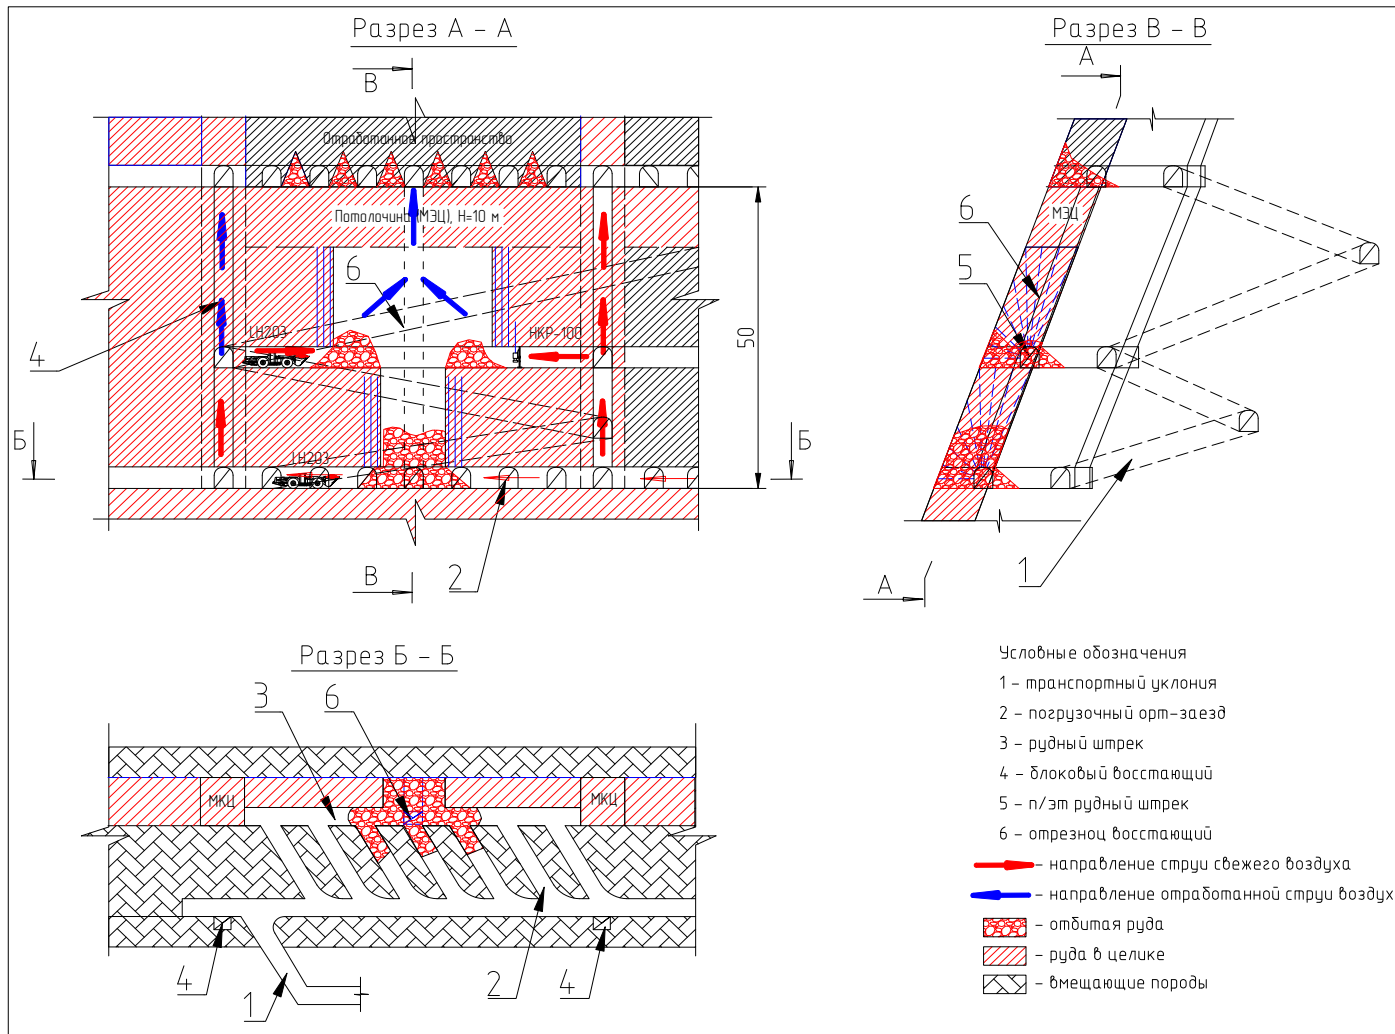 Разрез А – А
В
Отработанное пространство
Потолочина (МЭЦ), Н=10 м
6
LH203
НКР-100
4
50
Б
Б
LH203
В
2
Разрез В – В
А
6
МЭЦ
5
1
А
Разрез Б – Б
3
6
МКЦ
МКЦ
4
1
2
4
Условные обозначения
1 – транспортный уклония
2 – погрузочный орт-заезд
3 – рудный штрек
4 – блоковый восстающий
5 – п/эт рудный штрек
6 – отрезноц восстающий
– направление струи свежего воздуха
– направление отработанной струи воздух
– отбитая руда
– руда в целике
– вмещающие породы